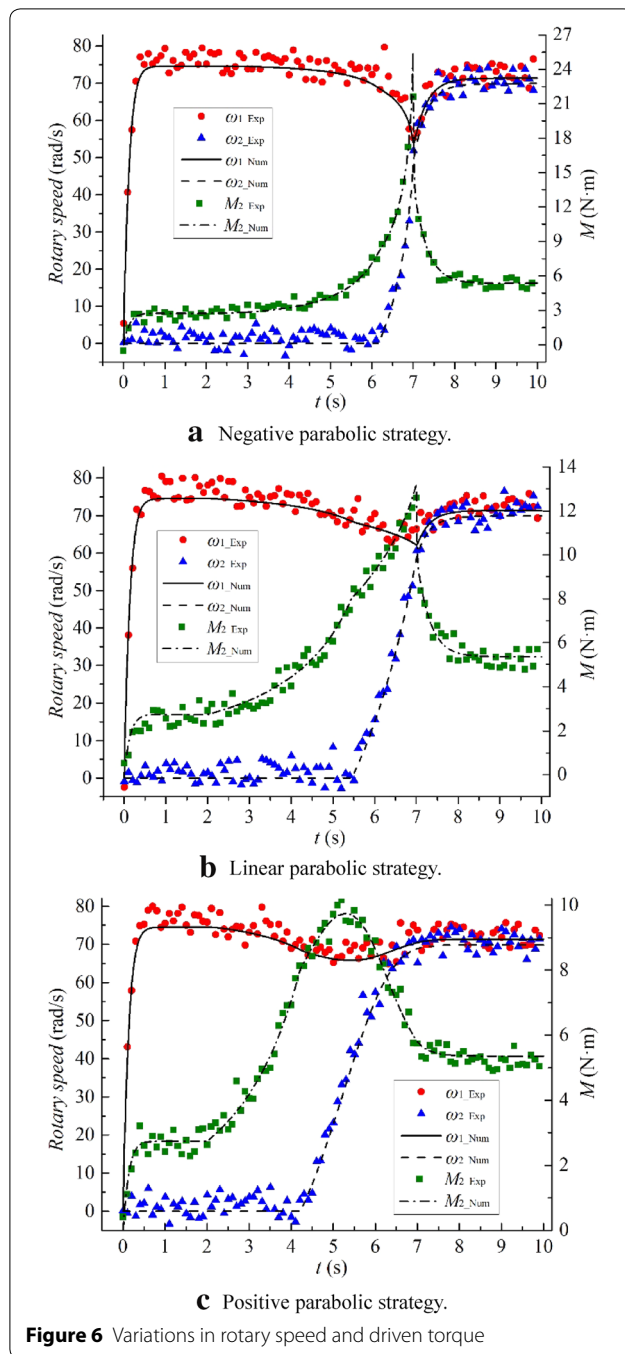 80
70
60
50
40
30
20
10
0
Rotary speed (rad/s)
27
24
21
18
15
12
9
6
3
0
M (N·m)
ω1_Exp
ω2_Exp
ω1_Num
ω2_Num
M2_Exp
M2_Num
0 1 2 3 4 5 6 7 8 9 10
t (s)
a Negative parabolic strategy.
80
70
60
50
40
30
20
10
0
Rotary speed (rad/s)
14
12
10
8
6
4
2
0
M (N·m)
ω1_Exp
ω2_Exp
ω1_Num
ω2_Num
M2_Exp
M2_Num
0 1 2 3 4 5 6 7 8 9 10
t (s)
b Linear parabolic strategy.
80
70
60
50
40
30
20
10
0
Rotary speed (rad/s)
10
8
6
4
2
0
M (N·m)
ω1_Exp
ω2_Exp
ω1_Num
ω2_Num
M2_Exp
M2_Num
0 1 2 3 4 5 6 7 8 9 10
t (s)
c Positive parabolic strategy.
Figure 6 Variations in rotary speed and driven torque